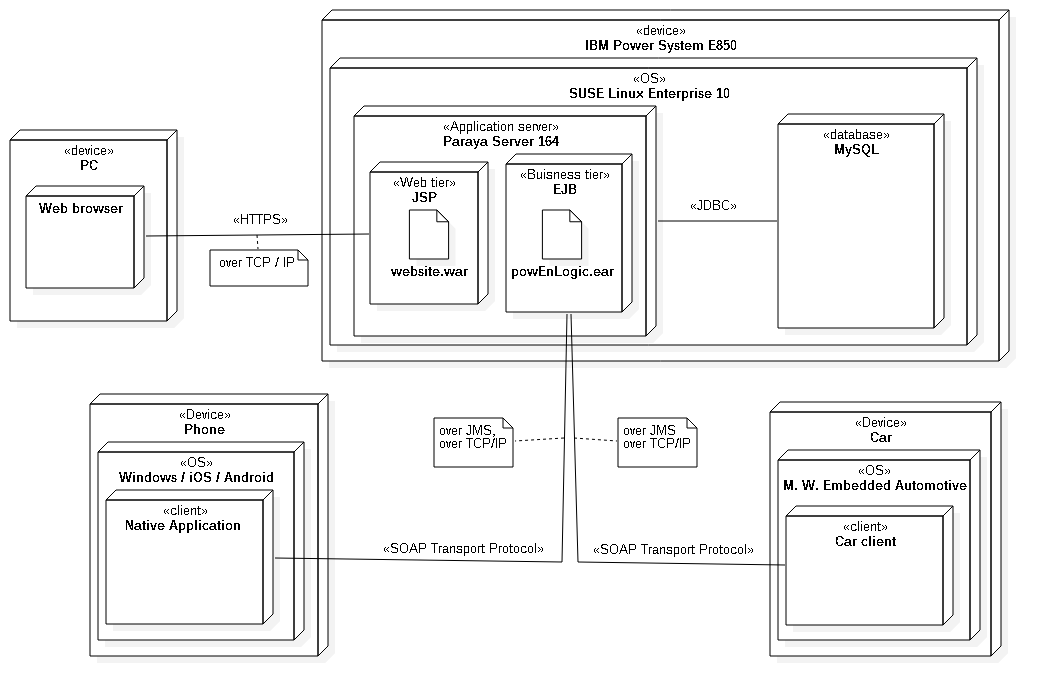 «device»
IBM Power System E850
«OS»
SUSE Linux Enterprise 10
«Application server»
Paraya Server 164
«database»
MySQL
«device»
PC
Web browser
«Web tier»
JSP
website.war
«Buisness tier»
EJB
powEnLogic.ear
«HTTPS»
over TCP / IP
«JDBC»
«Device»
Phone
«OS»
Windows / iOS / Android
«client»
Native Application
over JMS,
over TCP/IP
over JMS
over TCP/IP
«SOAP Transport Protocol»
«SOAP Transport Protocol»
«Device»
Car
«OS»
M. W. Embedded Automotive
«client»
Car client